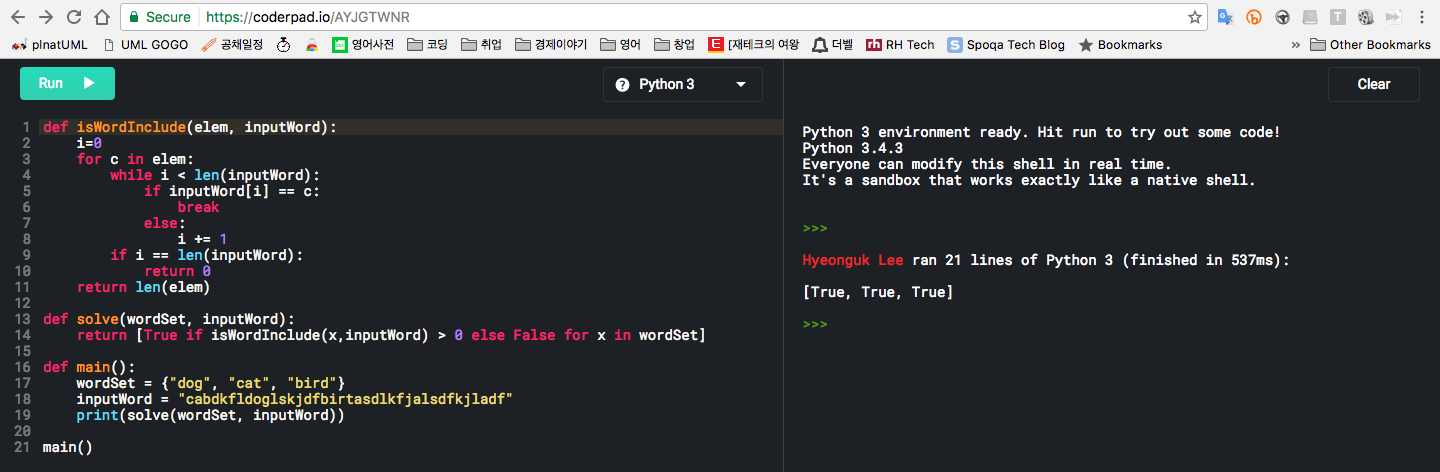 Secure https://coderpad.io/AYJGTWNR
plnatUML UML GOGO 공채일정 영어사전 코딩 취업 경제이야기 영어 창업 E [재테크의 여왕 더벨 rh RH Tech S Spoqa Tech Blog Bookmarks » Other Bookmarks
Run Python 3 Clear
1 def isWordInclude(elem, inputWord):
2     i=0
3     for c in elem:
4         while i < len(inputWord):
5             if inputWord[i] == c:
6                 break
7             else:
8                 i += 1
9         if i == len(inputWord):
10             return 0
11     return len(elem)
12
13 def solve(wordSet, inputWord):
14     return [True if isWordInclude(x,inputWord) > 0 else False for x in wordSet]
15
16 def main():
17     wordSet = {"dog", "cat", "bird"}
18     inputWord = "cabdkfldoglskjdfbirtasdlkfjalsdfkjladf"
19     print(solve(wordSet, inputWord))
20
21 main()
Python 3 environment ready. Hit run to try out some code!
Python 3.4.3
Everyone can modify this shell in real time.
It's a sandbox that works exactly like a native shell.
>>>
Hyeonguk Lee ran 21 lines of Python 3 (finished in 537ms):
[True, True, True]
>>>